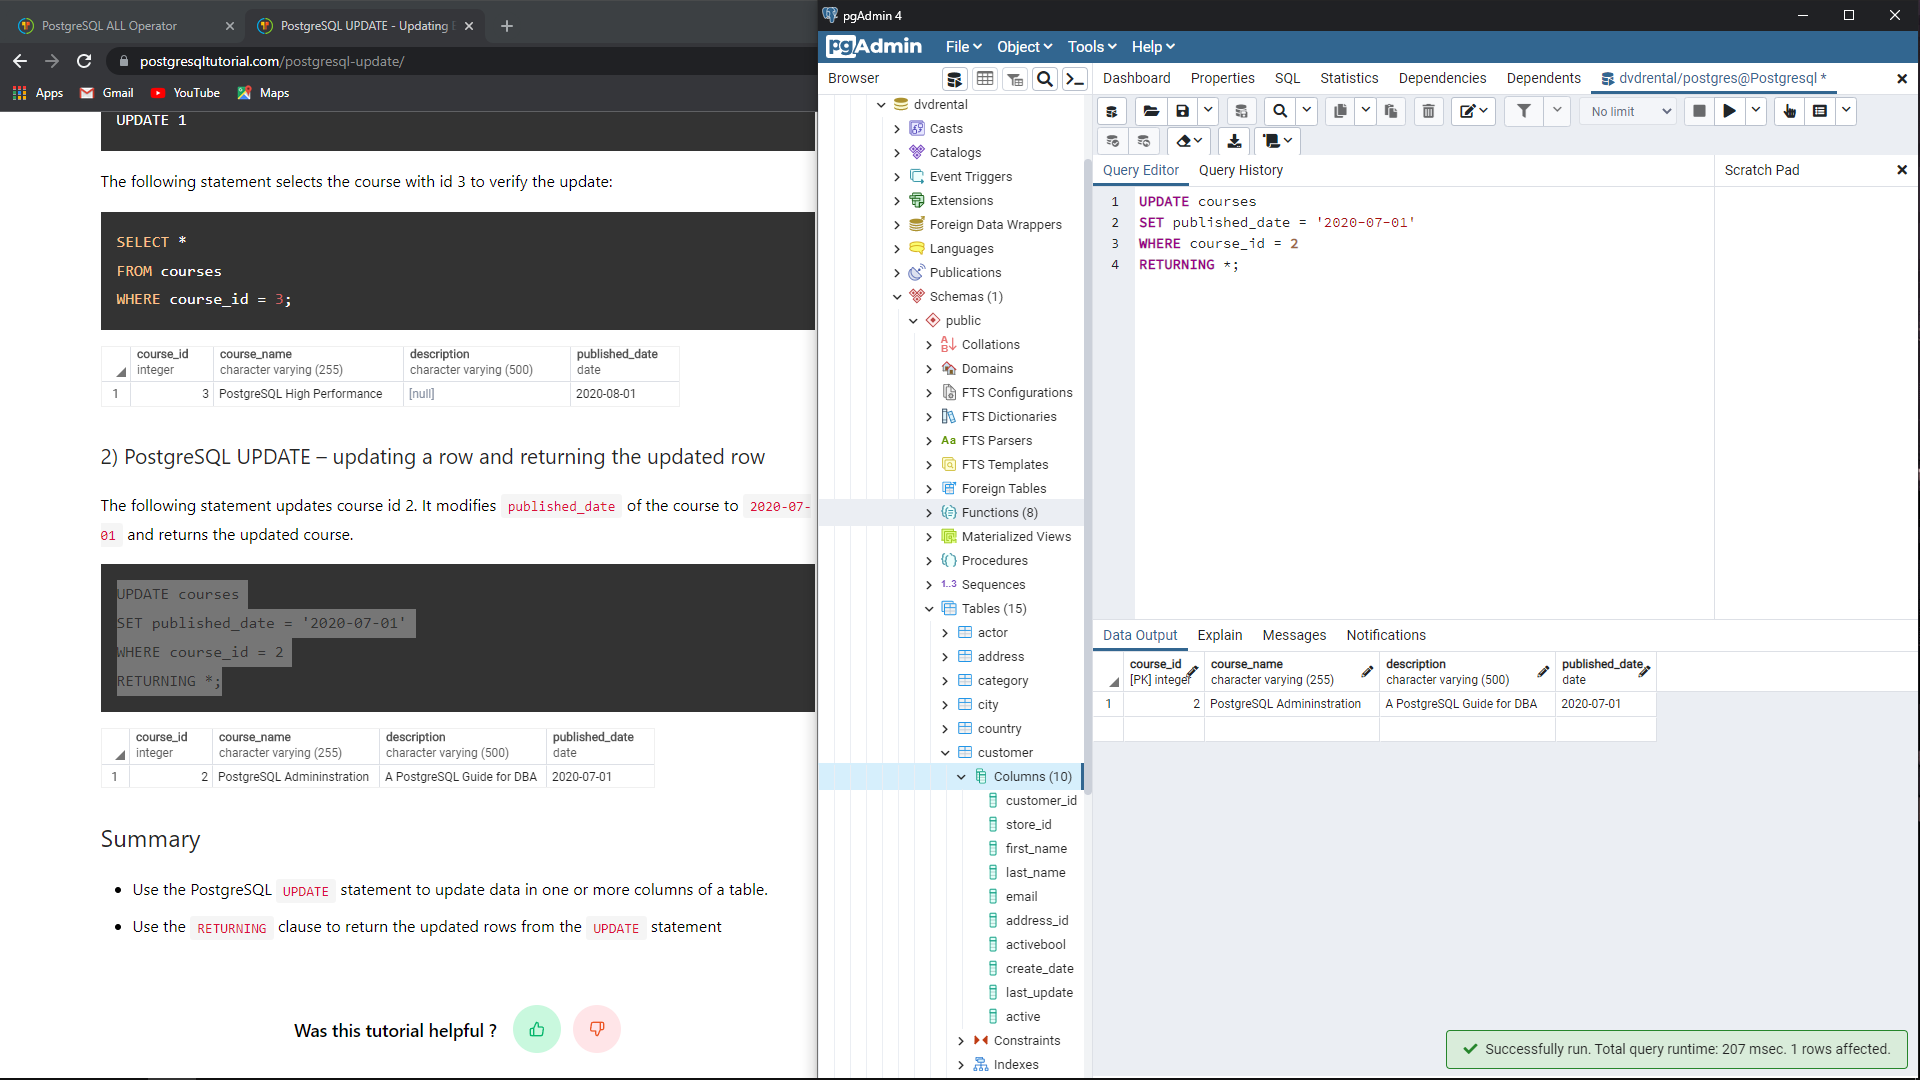 PostgreSQL ALL Operator
PostgreSQL UPDATE - Updating
postgresqltutorial.com/postgresql-update/
Apps
Gmail
YouTube
Maps
UPDATE 1
The following statement selects the course with id 3 to verify the update:
SELECT *
FROM courses
WHERE course_id = 3;
course_id course_name description published_date
integer character varying (255) character varying (500) date
1 3 PostgreSQL High Performance [null] 2020-08-01
2) PostgreSQL UPDATE – updating a row and returning the updated row
The following statement updates course id 2. It modifies published_date of the course to 2020-07-
01 and returns the updated course.
UPDATE courses
SET published_date = '2020-07-01'
WHERE course_id = 2
RETURNING *;
course_id course_name description published_date
integer character varying (255) character varying (500) date
1 2 PostgreSQL Admininstration A PostgreSQL Guide for DBA 2020-07-01
Summary
Use the PostgreSQL UPDATE statement to update data in one or more columns of a table.
Use the RETURNING clause to return the updated rows from the UPDATE statement
Was this tutorial helpful ?
pgAdmin 4
pgAdmin
File Object Tools Help
Browser
dvdrental
Casts
Catalogs
Event Triggers
Extensions
Foreign Data Wrappers
Languages
Publications
Schemas (1)
public
Collations
Domains
FTS Configurations
FTS Dictionaries
Aa FTS Parsers
FTS Templates
Foreign Tables
Functions (8)
Materialized Views
Procedures
1..3 Sequences
Tables (15)
actor
address
category
city
country
customer
Columns (10)
customer_id
store_id
first_name
last_name
email
address_id
activebool
create_date
last_update
active
Constraints
Indexes
Dashboard Properties SQL Statistics Dependencies Dependents dvdrental/postgres@Postgresql *
No limit
Query Editor Query History
Scratch Pad
1 UPDATE courses
2 SET published_date = '2020-07-01'
3 WHERE course_id = 2
4 RETURNING *;
Data Output Explain Messages Notifications
course_id course_name description published_date
[PK] integer character varying (255) character varying (500) date
1 2 PostgreSQL Admininstration A PostgreSQL Guide for DBA 2020-07-01
Successfully run. Total query runtime: 207 msec. 1 rows affected.